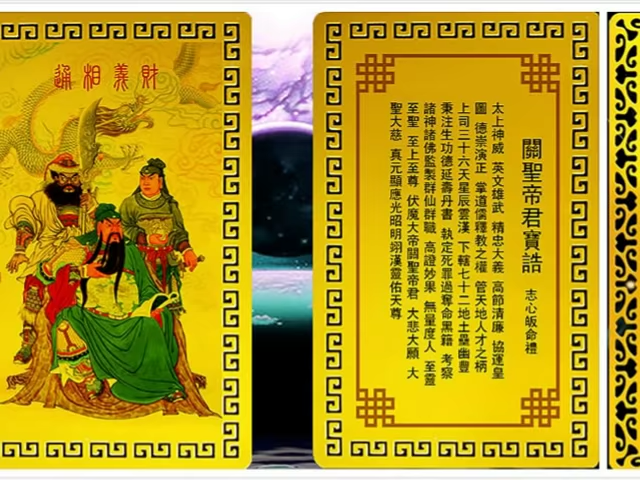 財義相通
關聖帝君寶誥 志心皈命禮
太上神威 英文雄武 精忠大義 高節清廉 協運皇
圖 德崇演正 掌道儒釋教之權 管天地人才之柄
上司三十六天星辰雲漢 下轄七十二地土壘幽豐
秉注生功德延壽丹書 執定死罪過奪命黑籍 考察
諸神諸佛監製群仙群職 高證妙果 無量度人 至靈
至聖 至上至尊 伏魔大帝關聖帝君 大悲大願 大
聖大慈 真元顯應光昭明翊漢靈佑天尊